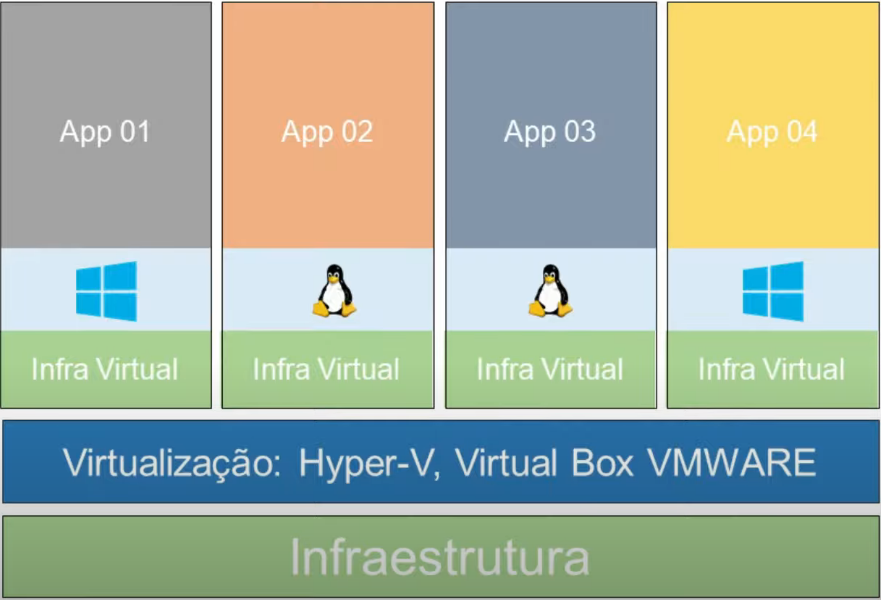 App 01
App 02
App 03
App 04
Infra Virtual
Infra Virtual
Infra Virtual
Infra Virtual
Virtualização: Hyper-V, Virtual Box VMWARE
Infraestrutura